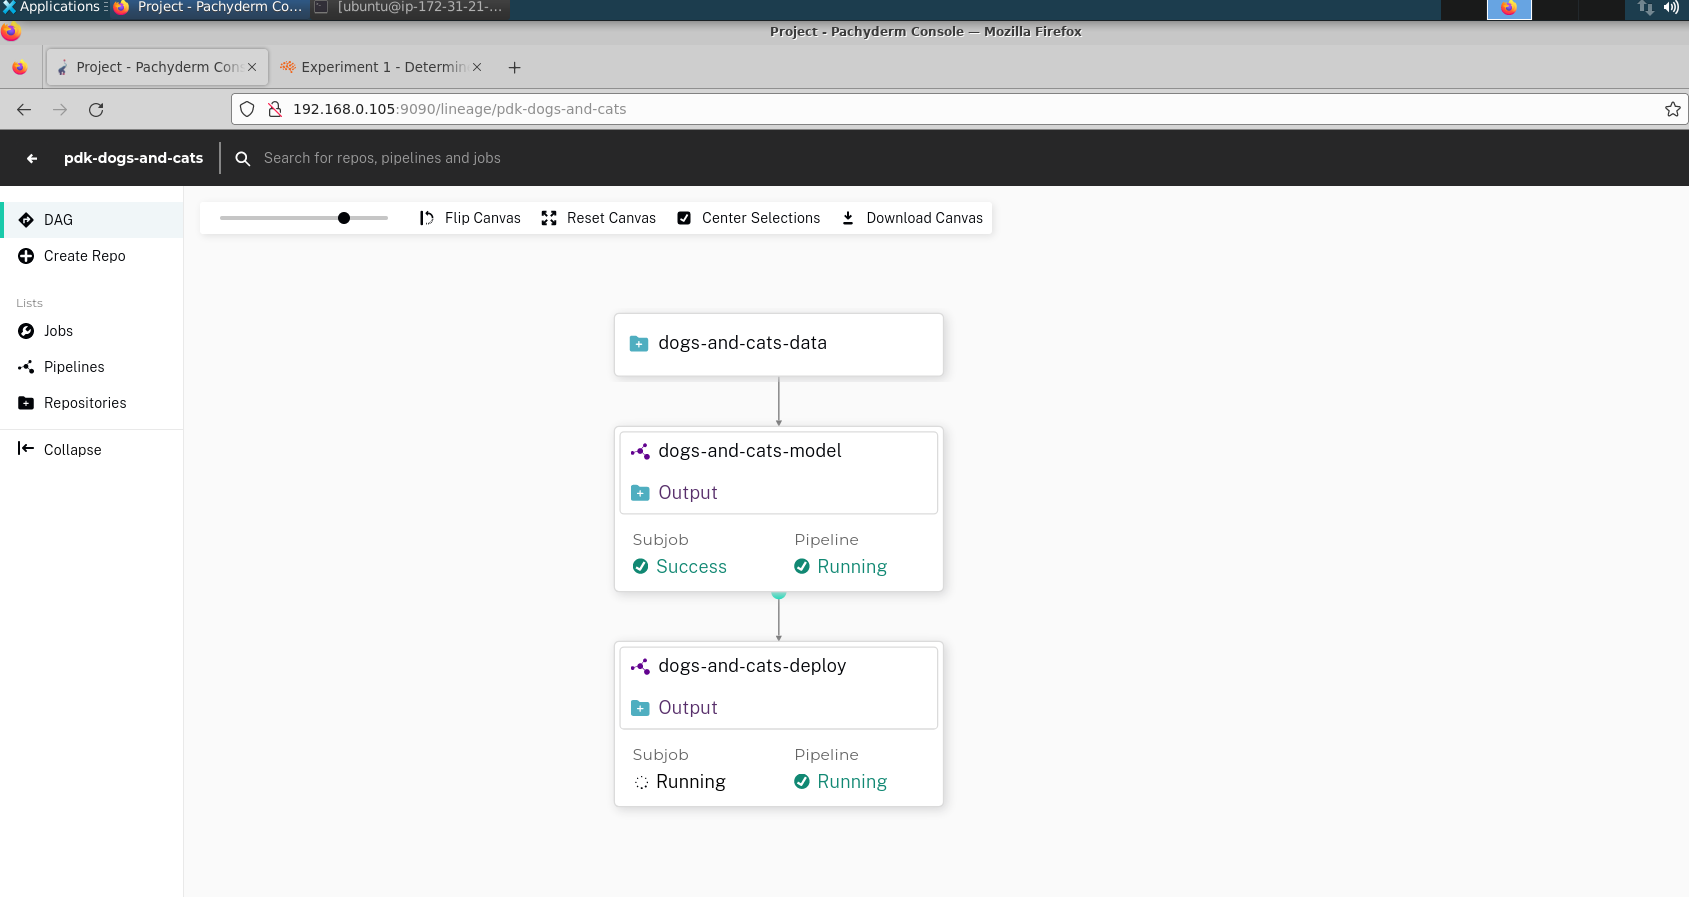 Applications
Project - Pachyderm Co...
[ubuntu@ip-172-31-21-...
Project - Pachyderm Console — Mozilla Firefox
Project - Pachyderm Con
Experiment 1 - Determin
192.168.0.105:9090/lineage/pdk-dogs-and-cats
pdk-dogs-and-cats
Search for repos, pipelines and jobs
DAG
Create Repo
Lists
Jobs
Pipelines
Repositories
Collapse
Flip Canvas
Reset Canvas
Center Selections
Download Canvas
dogs-and-cats-data
dogs-and-cats-model
Output
Subjob
Pipeline
Success
Running
dogs-and-cats-deploy
Output
Subjob
Pipeline
Running
Running